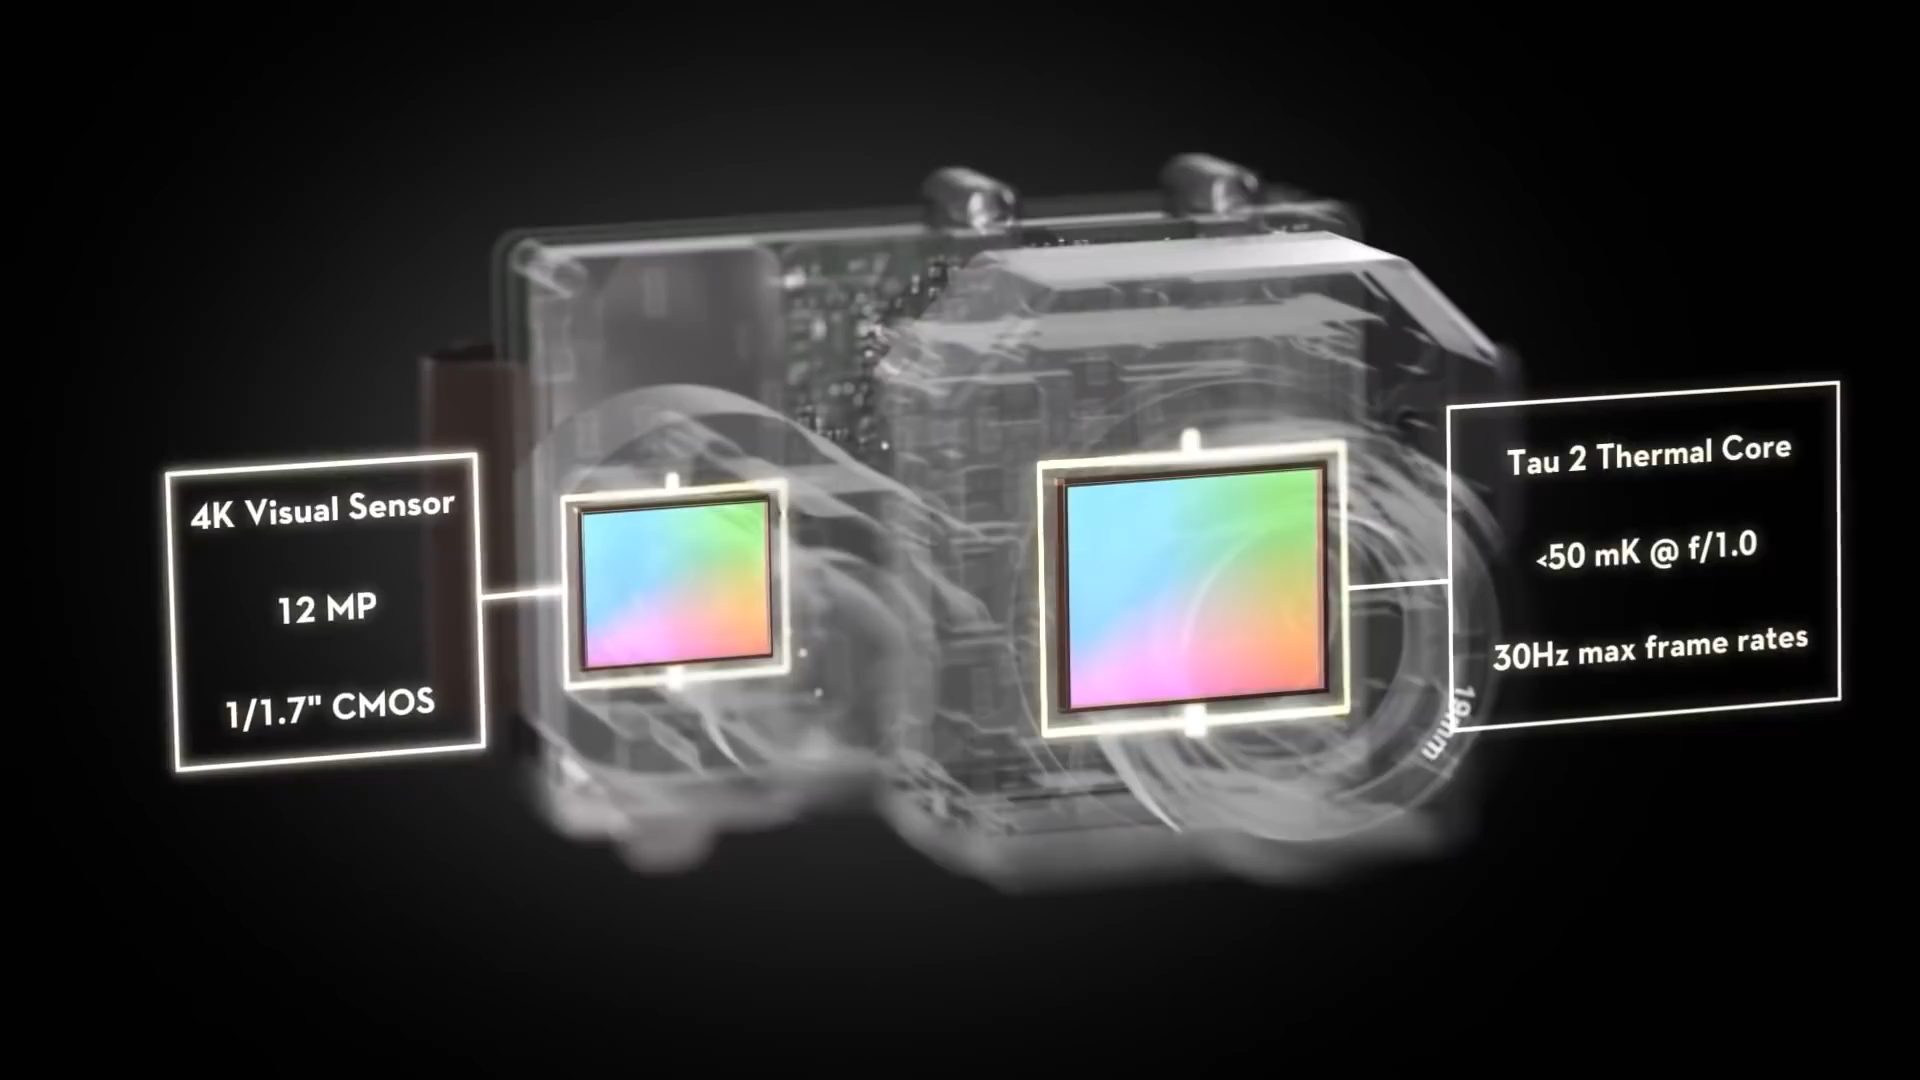 4K Visual Sensor
12 MP
1/1.7" CMOS
Tau 2 Thermal Core
<50 mK @ f/1.0
30Hz max frame rates
19mm